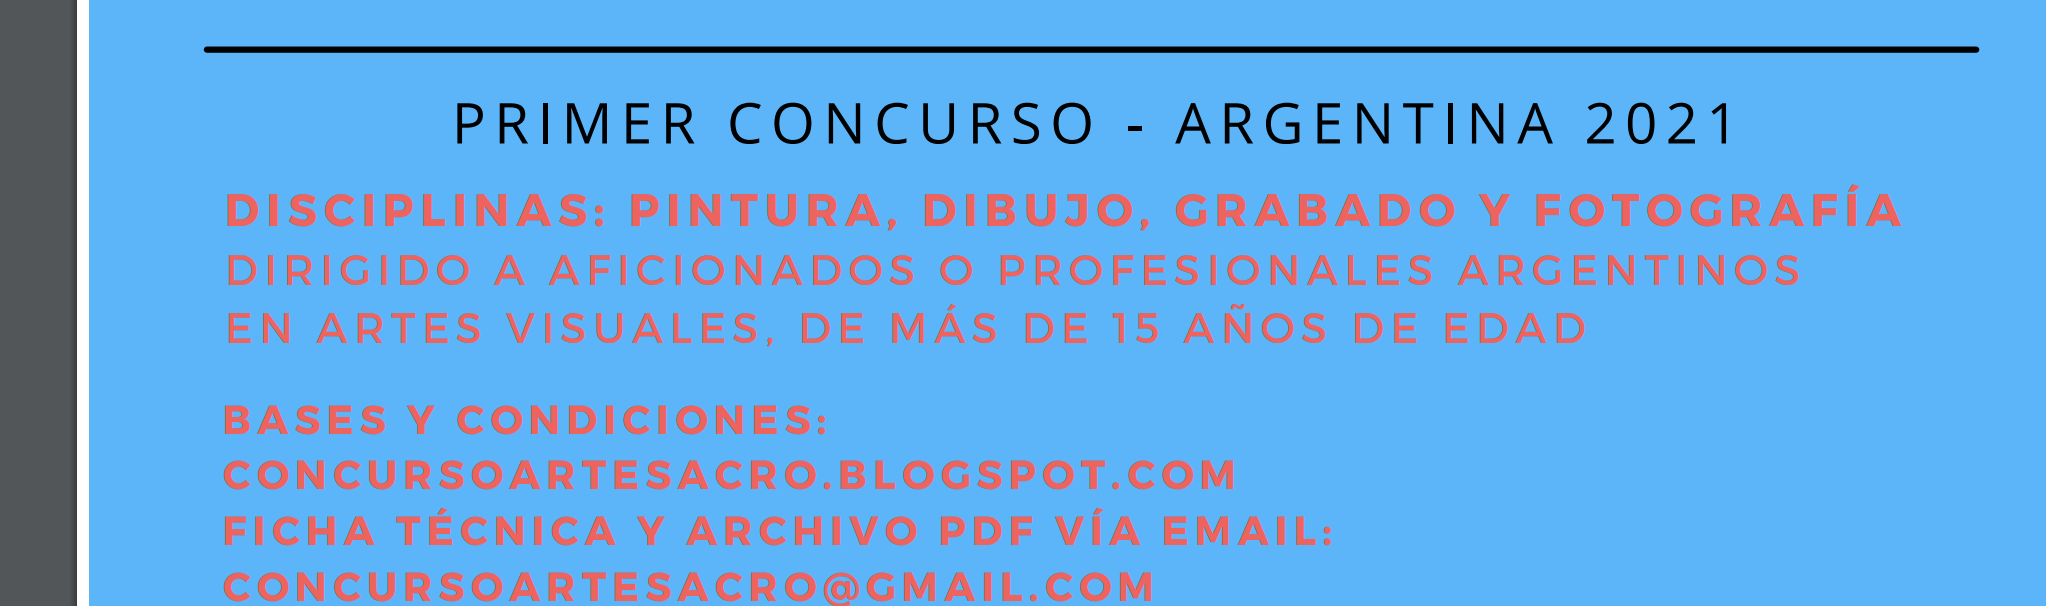 PRIMER CONCURSO - ARGENTINA 2021
DISCIPLINAS: PINTURA, DIBUJO, GRABADO Y FOTOGRAFÍA
DIRIGIDO A AFICIONADOS O PROFESIONALES ARGENTINOS
EN ARTES VISUALES, DE MÁS DE 15 AÑOS DE EDAD
BASES Y CONDICIONES:
CONCURSOARTESACRO.BLOGSPOT.COM
FICHA TÉCNICA Y ARCHIVO PDF VÍA EMAIL:
CONCURSOARTESACRO@GMAIL.COM